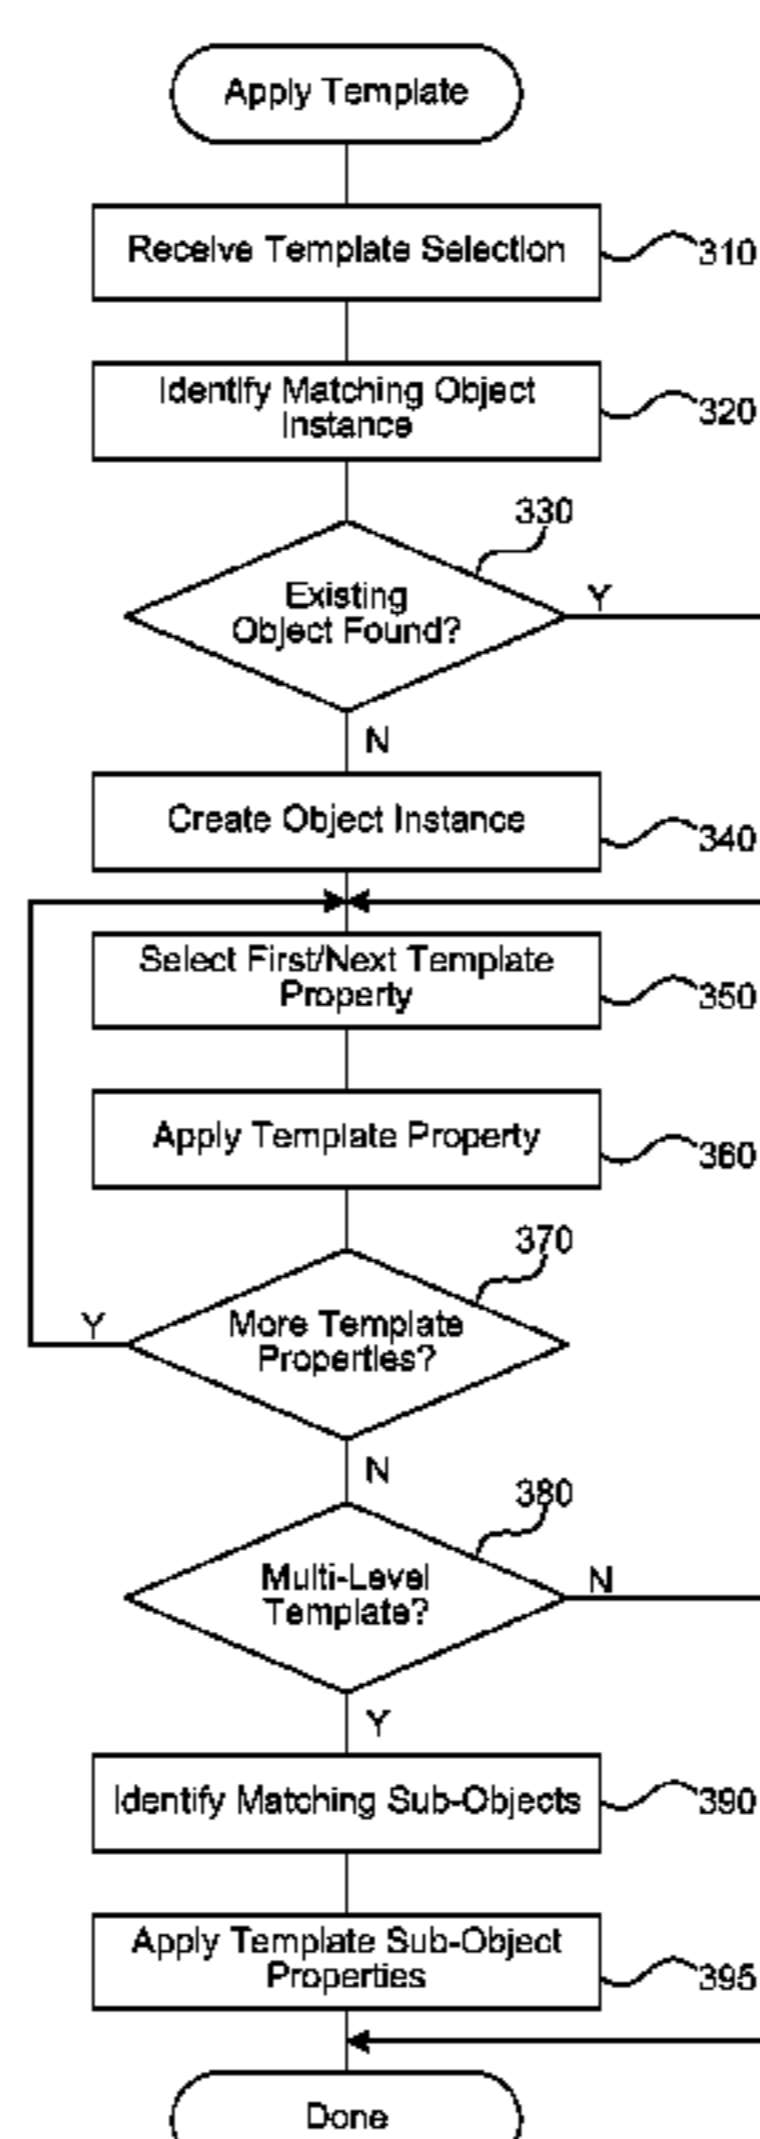 Apply Template
Receive Template Selection
310
Identify Matching Object
Instance
320
330
Existing
Object Found?
Y
N
Create Object Instance
340
Select First/Next Template
Property
350
Apply Template Property
360
370
More Template
Properties?
Y
N
380
Multi-Level
Template?
N
Y
Identify Matching Sub-Objects
390
Apply Template Sub-Object
Properties
395
Done